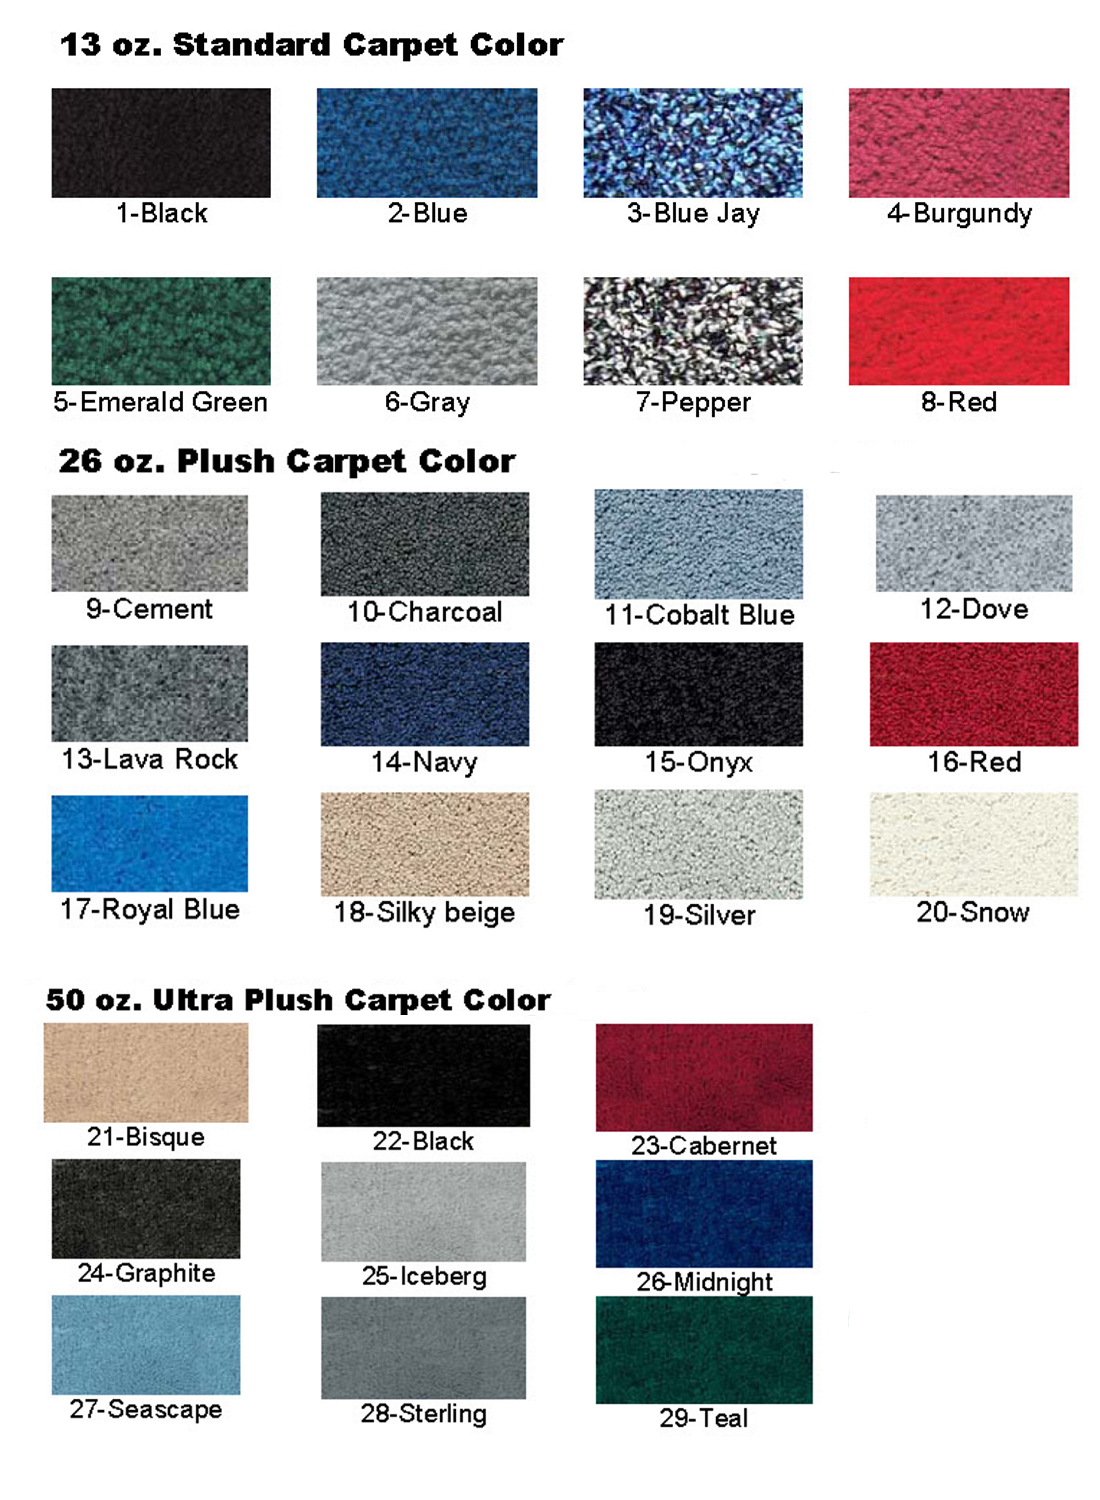 13 oz. Standard Carpet Color
1-Black
2-Blue
3-Blue Jay
4-Burgundy
5-Emerald Green
6-Gray
7-Pepper
8-Red
26 oz. Plush Carpet Color
9-Cement
10-Charcoal
11-Cobalt Blue
12-Dove
13-Lava Rock
14-Navy
15-Onyx
16-Red
17-Royal Blue
18-Silky beige
19-Silver
20-Snow
50 oz. Ultra Plush Carpet Color
21-Bisque
22-Black
23-Cabernet
24-Graphite
25-Iceberg
26-Midnight
27-Seascape
28-Sterling
29-Teal